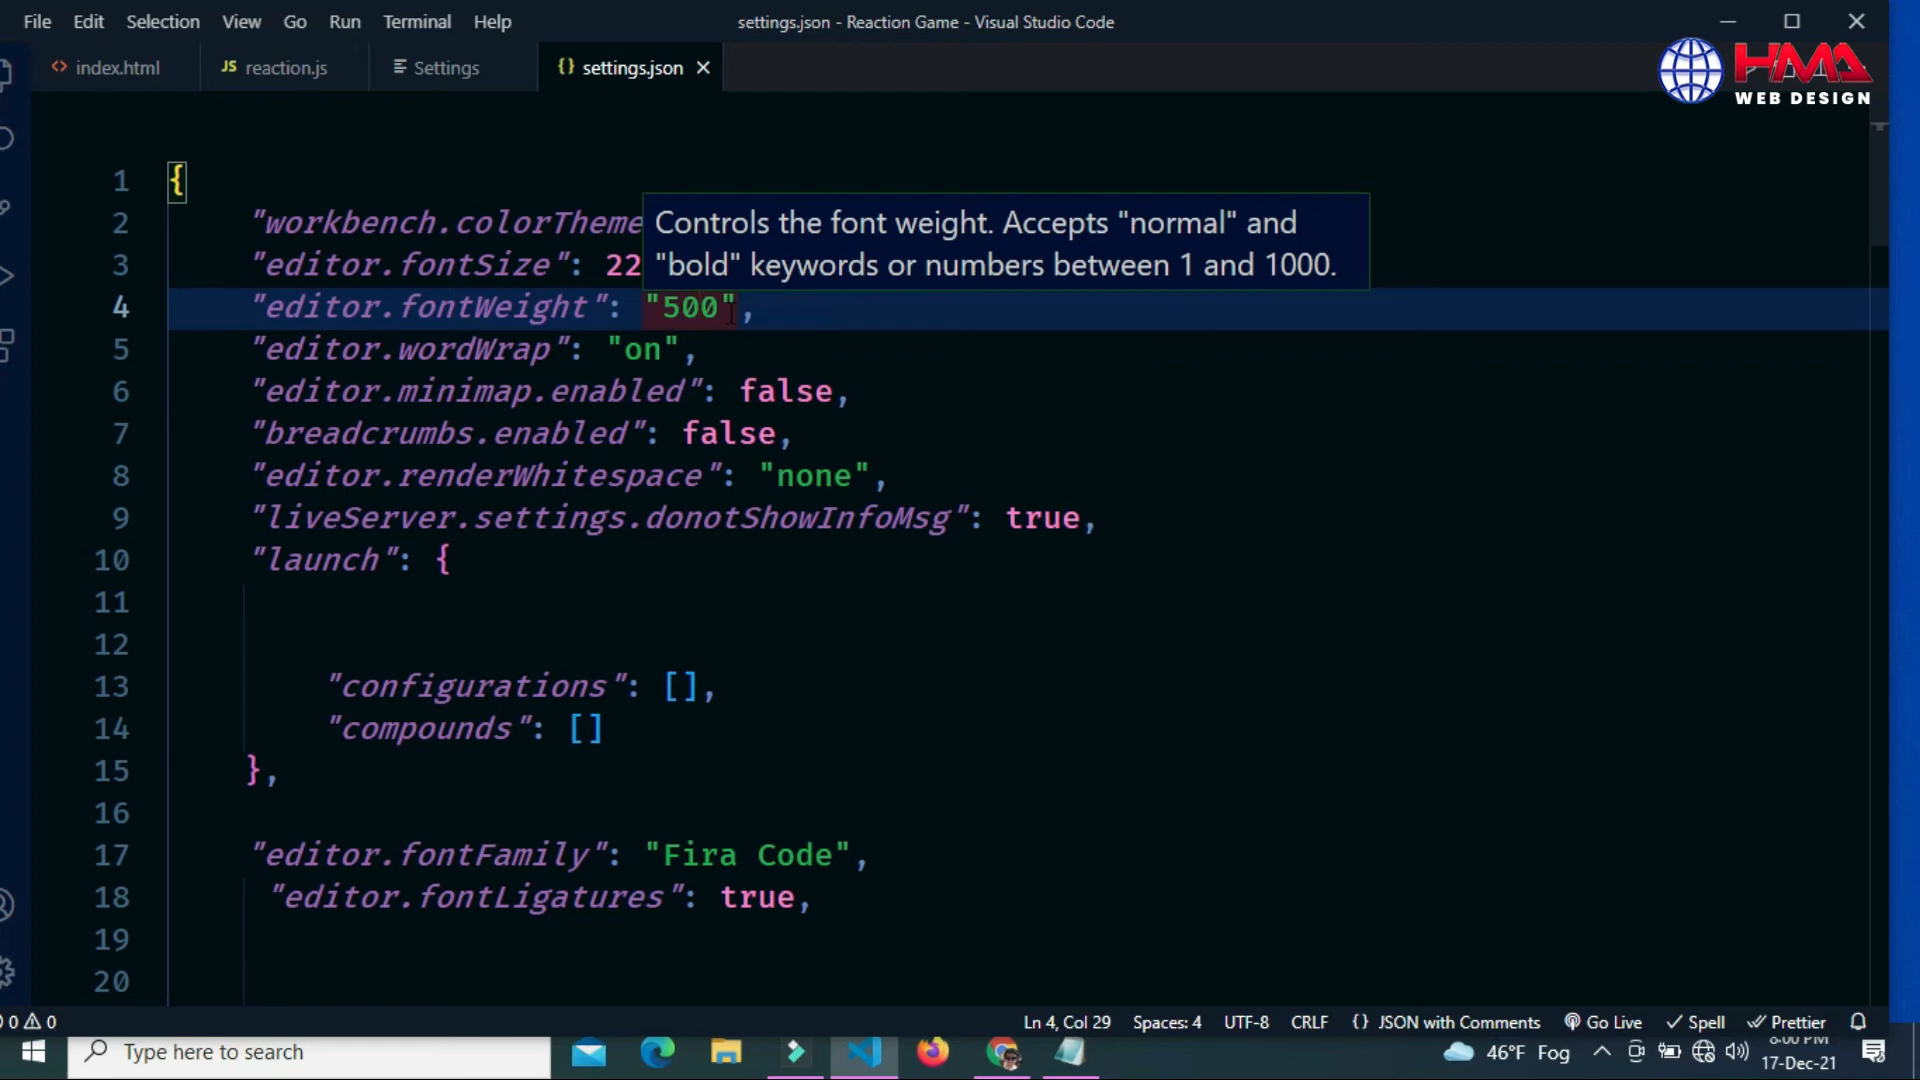 File Edit Selection View Go Run Terminal Help settings.json - Reaction Game - Visual Studio Code
<> index.html JS reaction.js Settings {} settings.json
HMA
WEB DESIGN
1 {
2 "workbench.colorTheme
Controls the font weight. Accepts "normal" and
"bold" keywords or numbers between 1 and 1000.
3 "editor.fontSize": 22
4 "editor.fontWeight": "500",
5 "editor.wordWrap": "on",
6 "editor.minimap.enabled": false,
7 "breadcrumbs.enabled": false,
8 "editor.renderWhitespace": "none",
9 "liveServer.settings.donotShowInfoMsg": true,
10 "launch": {
11
12
13 "configurations": [],
14 "compounds": []
15 },
16
17 "editor.fontFamily": "Fira Code",
18 "editor.fontLigatures": true,
19
20
0 0 Ln 4, Col 29 Spaces: 4 UTF-8 CRLF {} JSON with Comments Go Live Spell Prettier
Type here to search 46°F Fog
8:00 PM
17-Dec-21